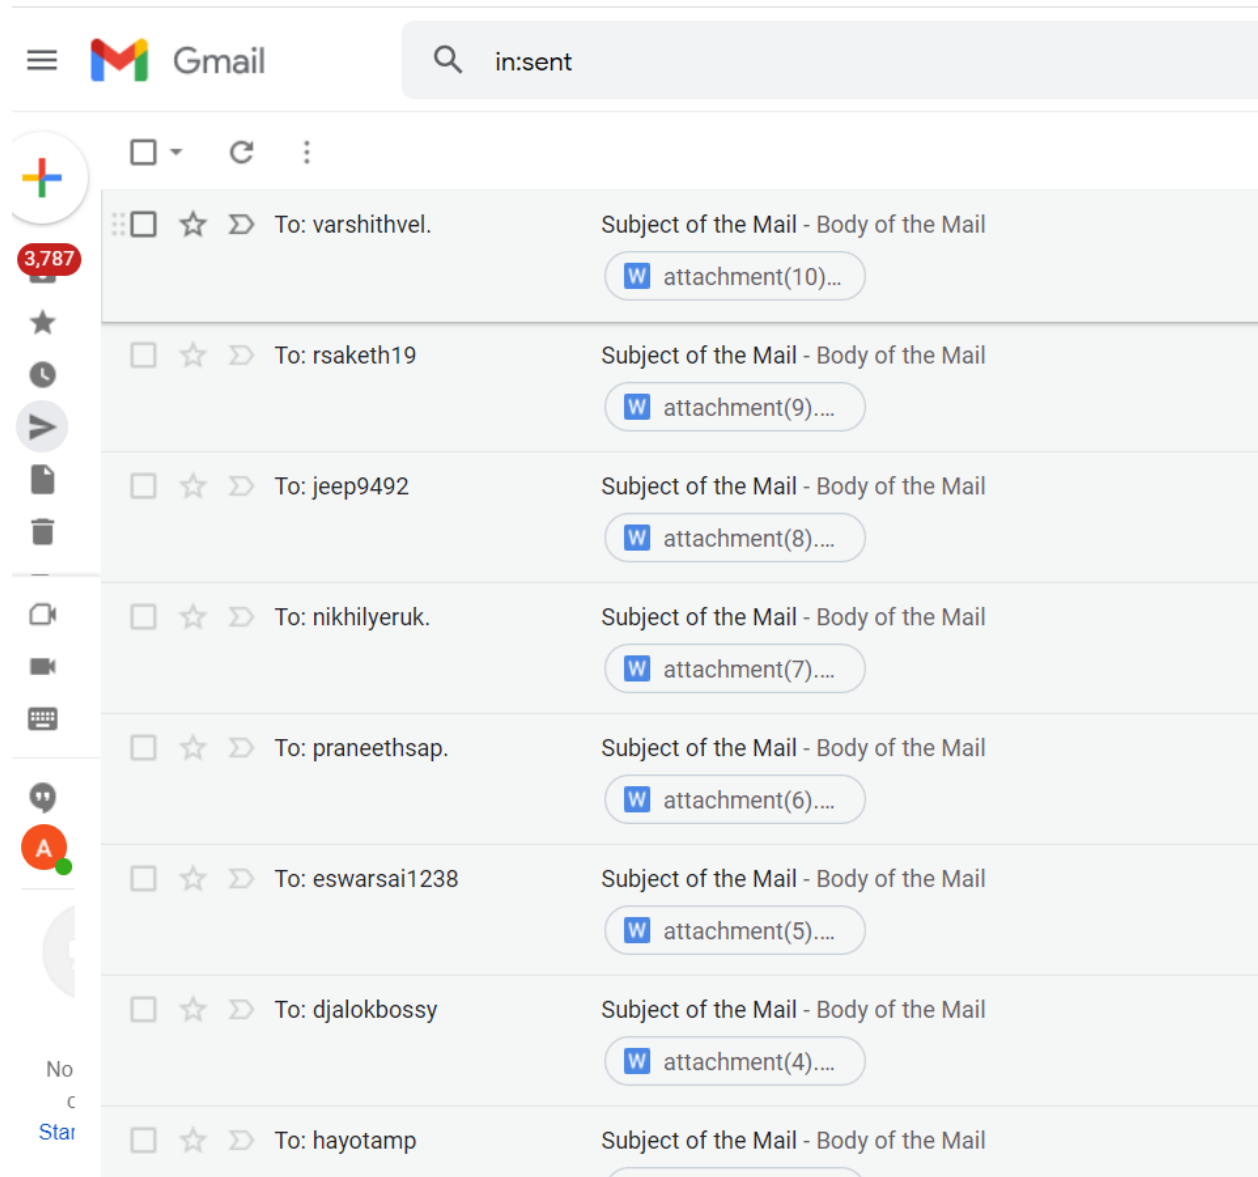 Gmail
in:sent
To: varshithvel.
Subject of the Mail - Body of the Mail
W attachment(10)...
3,787
To: rsaketh19
Subject of the Mail - Body of the Mail
W attachment(9)....
To: jeep9492
Subject of the Mail - Body of the Mail
W attachment(8)....
To: nikhilyeruk.
Subject of the Mail - Body of the Mail
W attachment(7)....
To: praneethsap.
Subject of the Mail - Body of the Mail
W attachment(6)....
A
To: eswarsai1238
Subject of the Mail - Body of the Mail
W attachment(5)....
To: djalokbossy
Subject of the Mail - Body of the Mail
W attachment(4)....
No
c
Star
To: hayotamp
Subject of the Mail - Body of the Mail